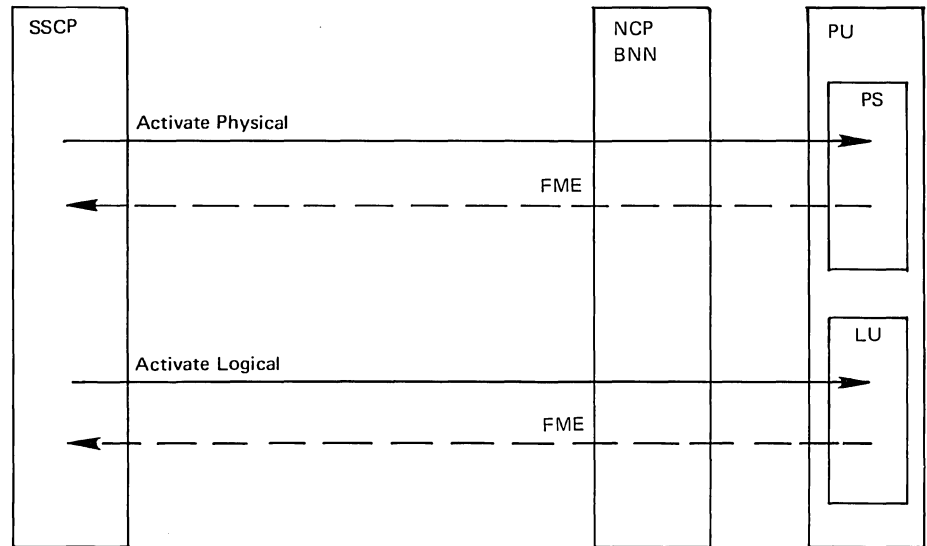 SSCP
NCP
BNN
PU
PS
Activate Physical
FME
LU
Activate Logical
FME